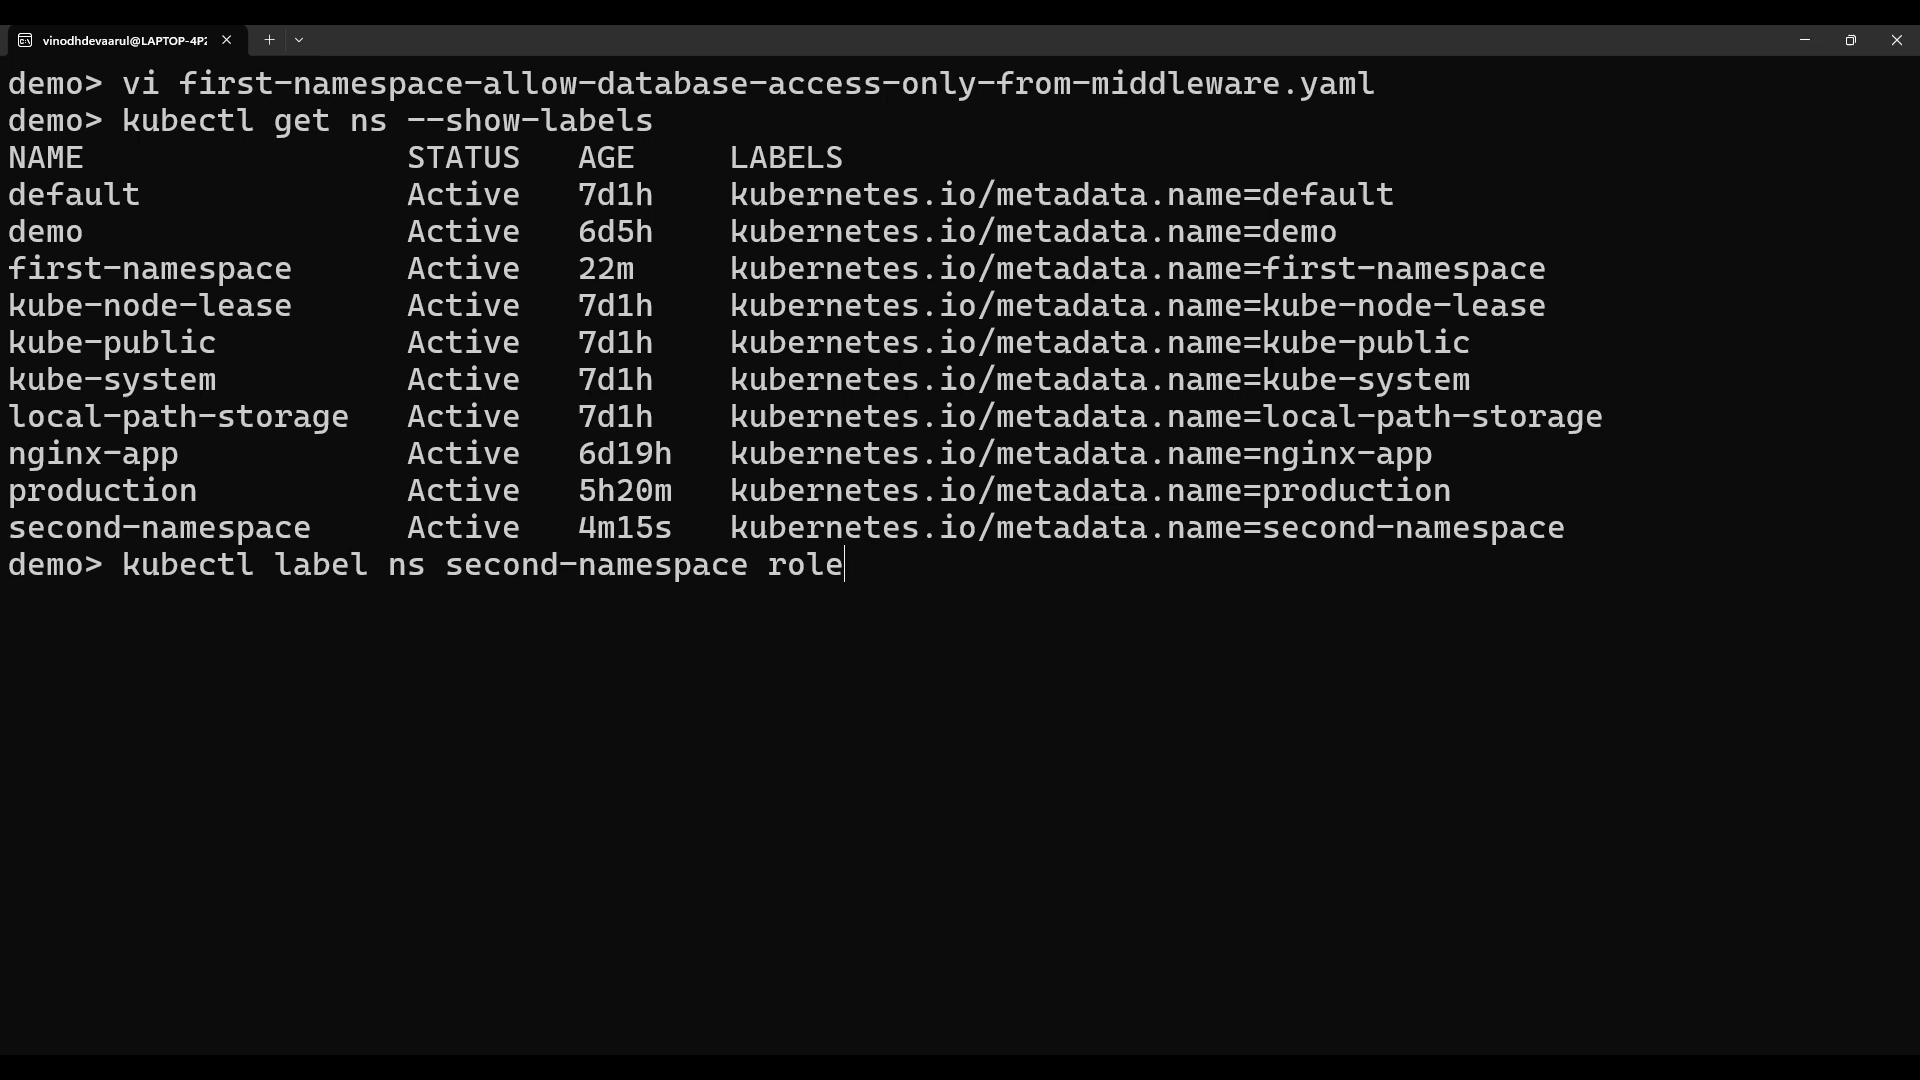 vinodhdevaarul@LAPTOP-4P2
demo> vi first-namespace-allow-database-access-only-from-middleware.yaml
demo> kubectl get ns --show-labels
NAME STATUS AGE LABELS
default Active 7d1h kubernetes.io/metadata.name=default
demo Active 6d5h kubernetes.io/metadata.name=demo
first-namespace Active 22m kubernetes.io/metadata.name=first-namespace
kube-node-lease Active 7d1h kubernetes.io/metadata.name=kube-node-lease
kube-public Active 7d1h kubernetes.io/metadata.name=kube-public
kube-system Active 7d1h kubernetes.io/metadata.name=kube-system
local-path-storage Active 7d1h kubernetes.io/metadata.name=local-path-storage
nginx-app Active 6d19h kubernetes.io/metadata.name=nginx-app
production Active 5h20m kubernetes.io/metadata.name=production
second-namespace Active 4m15s kubernetes.io/metadata.name=second-namespace
demo> kubectl label ns second-namespace role